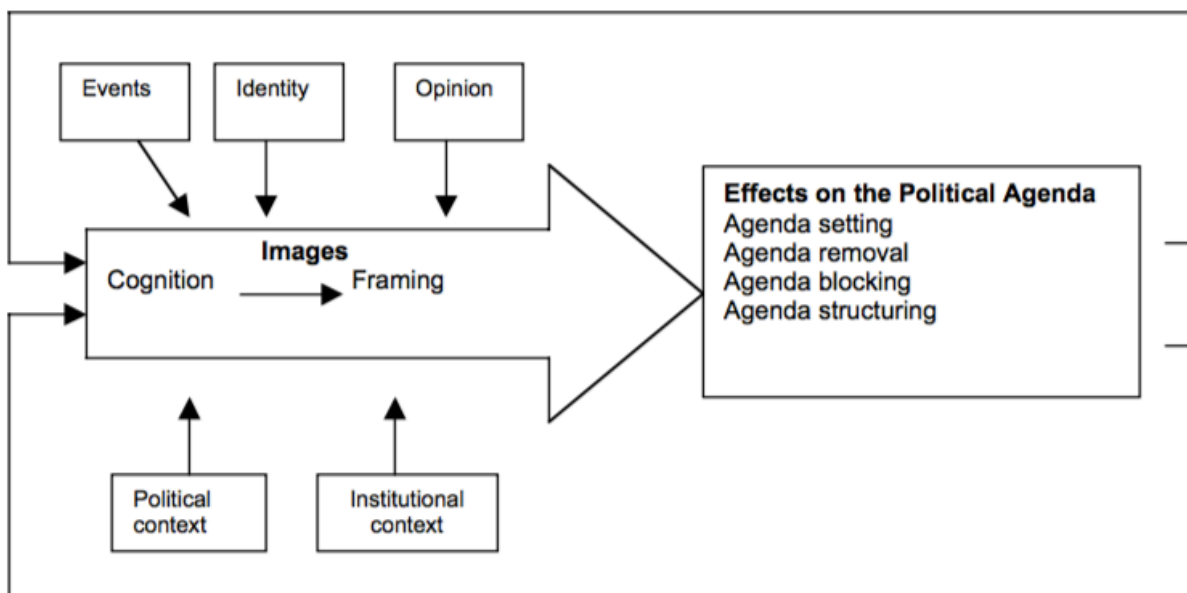 Events
Identity
Opinion
Images
Cognition
Framing
Effects on the Political Agenda
Agenda setting
Agenda removal
Agenda blocking
Agenda structuring
Political
context
Institutional
context